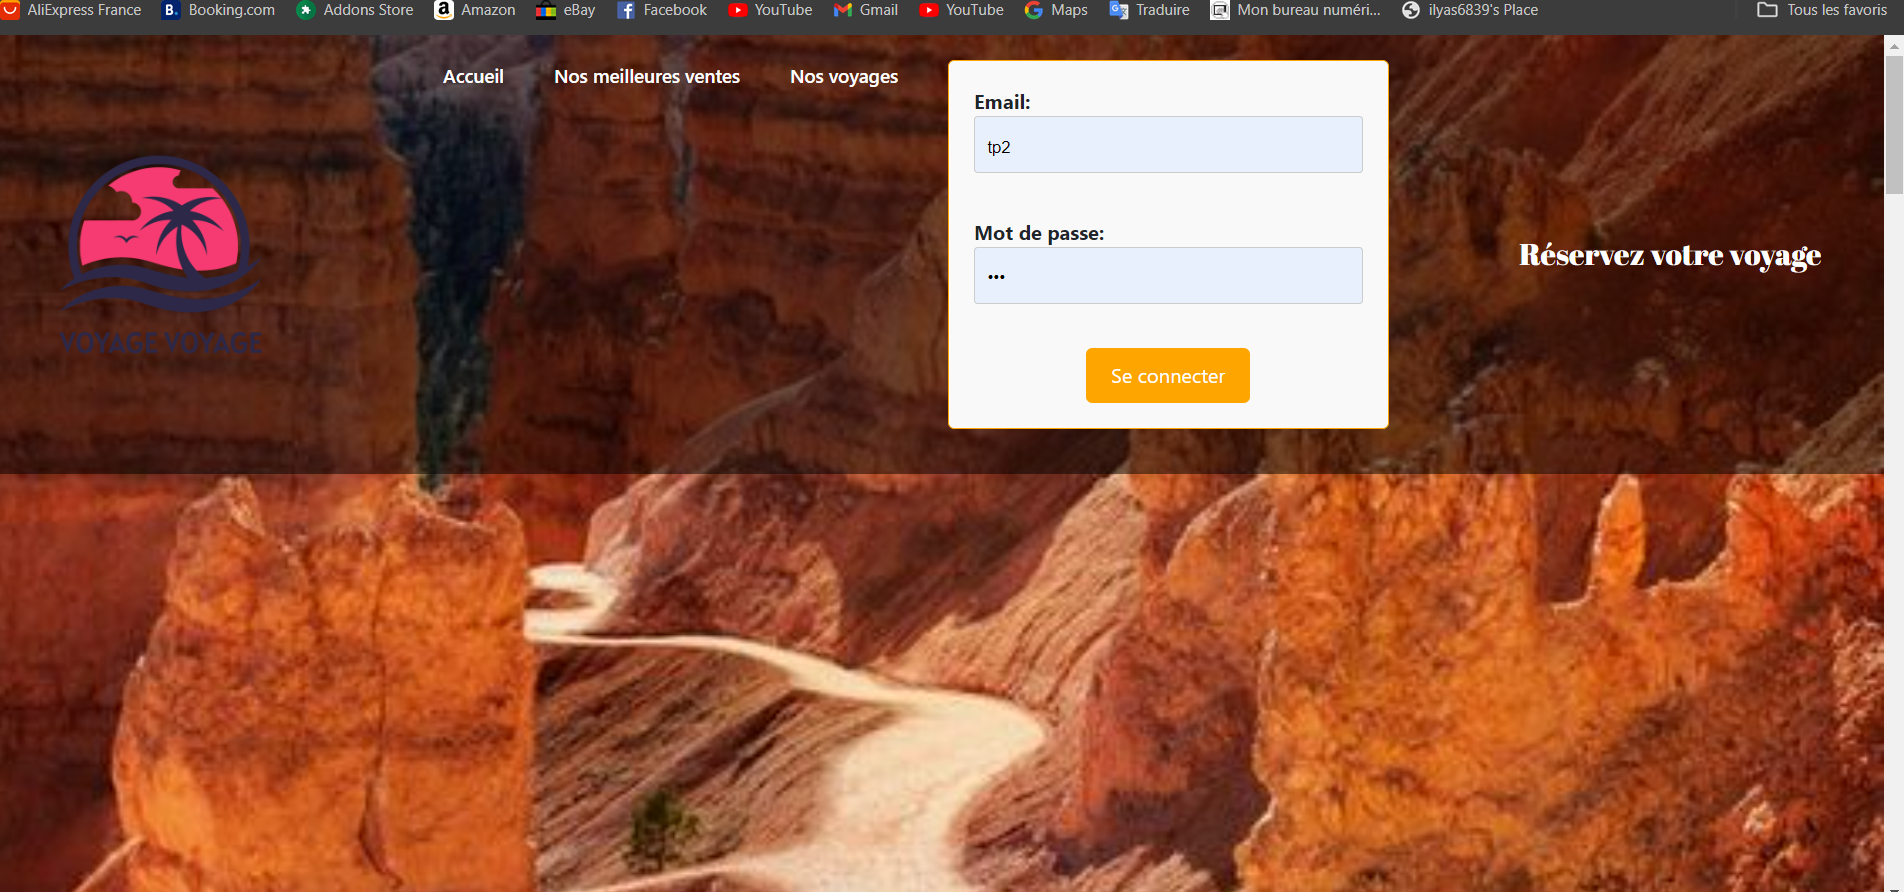 AliExpress France
Booking.com
Addons Store
Amazon
eBay
Facebook
YouTube
Gmail
YouTube
Maps
Traduire
Mon bureau numéri...
ilyas6839's Place
Tous les favoris
Accueil
Nos meilleures ventes
Nos voyages
VOYAGE VOYAGE
Email:
tp2
Mot de passe:
•••
Se connecter
Réservez votre voyage